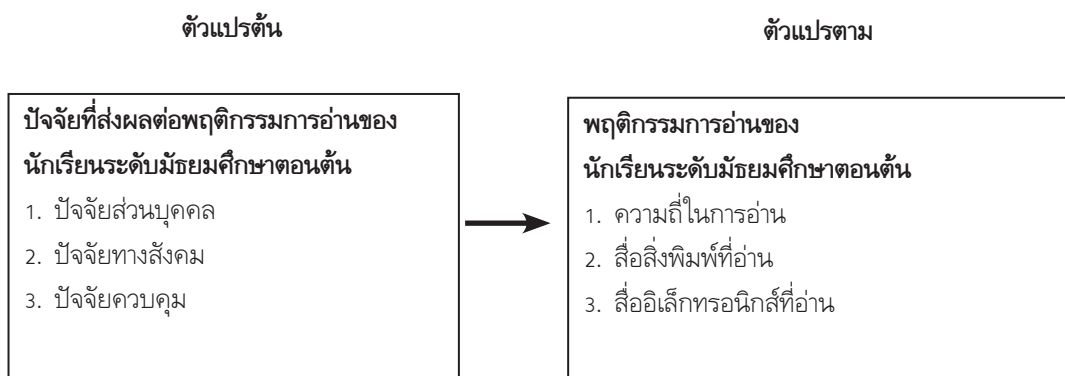 ตัวแปรต้น
ตัวแปรตาม
ปัจจัยที่ส่งผลต่อพฤติกรรมการอ่านของ
นักเรียนระดับมัธยมศึกษาตอนต้น
1. ปัจจัยส่วนบุคคล
2. ปัจจัยทางสังคม
3. ปัจจัยควบคุม
พฤติกรรมการอ่านของ
นักเรียนระดับมัธยมศึกษาตอนต้น
1. ความถี่ในการอ่าน
2. สื่อสิ่งพิมพ์ที่อ่าน
3. สื่ออิเล็กทรอนิกส์ที่อ่าน